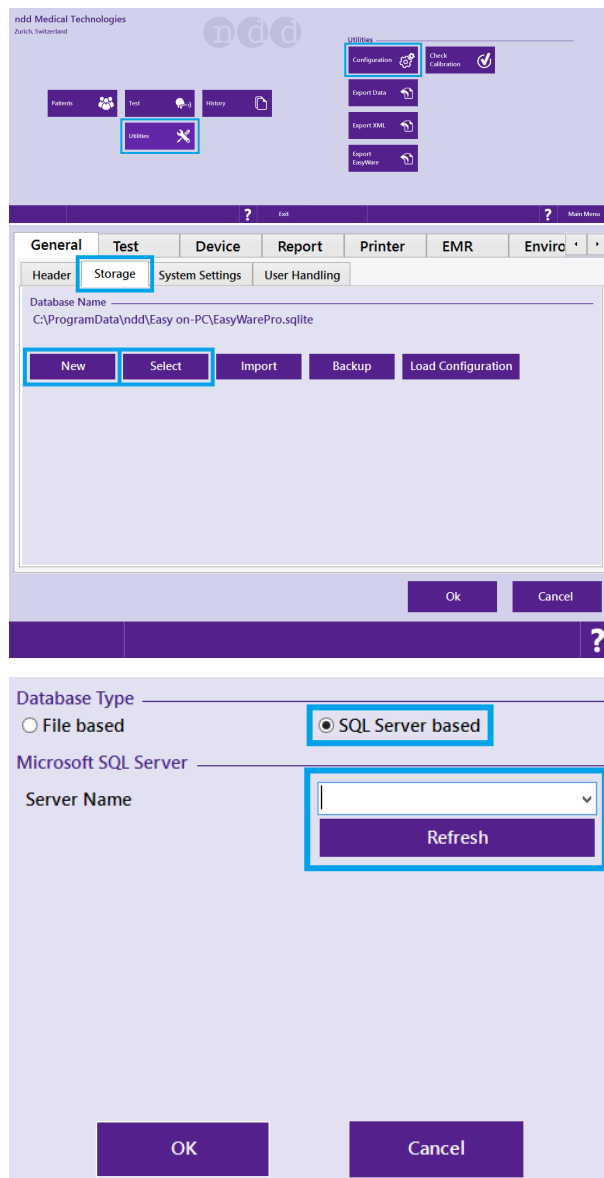 ndd Medical Technologies
Zurich, Switzerland
ndd
Utilities
Configuration
Check
Calibration
Patients
Test
History
Export Data
Utilities
Export XML
Export
EasyWare
? Exit
? Main Menu
General Test Device Report Printer EMR Enviro
Header Storage System Settings User Handling
Database Name
C:\ProgramData\ndd\Easy on-PC\EasyWarePro.sqlite
New Select Import Backup Load Configuration
Ok Cancel
?
Database Type
File based SQL Server based
Microsoft SQL Server
Server Name
Refresh
OK Cancel